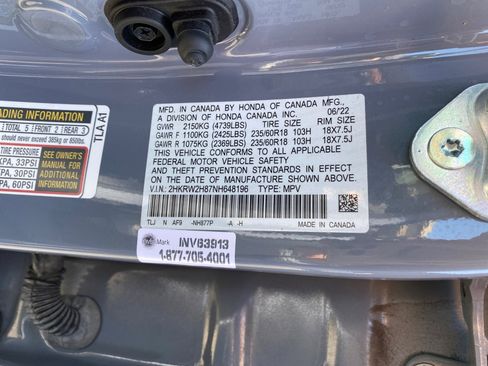 TLA A1
ADING INFORMATION
TOTAL 5 FRONT 2 REAR 3
should never exceed 385kg or 850lbs.
TIRE PRESSURE
KPA, 33PSI
KPA, 30PSI
KPA, 60PSI
SEE OWNER'S
MANUAL FOR
ADDITIONAL
INFORMATION
MFD. IN CANADA BY HONDA OF CANADA MFG.,
A DIVISION OF HONDA CANADA INC. 06/22
GVWR 2150KG (4739LBS) TIRE SIZE RIM SIZE
GAWR F 1100KG (2425LBS) 235/60R18 103H 18X7.5J
GAWR R 1075KG (2369LBS) 235/60R18 103H 18X7.5J
THIS VEHICLE CONFORMS TO ALL APPLICABLE
FEDERAL MOTOR VEHICLE SAFETY
AND THEFT PREVENTION STANDARDS IN EFFECT
ON THE DATE OF MANUFACTURE SHOWN ABOVE.
V.I.N.: 2HKRW2H87NH648196 TYPE: MPV
TLJ N AF9 -NH877P -A -H
MADE IN CANADA
Mark INV63913
1-877-705-4001